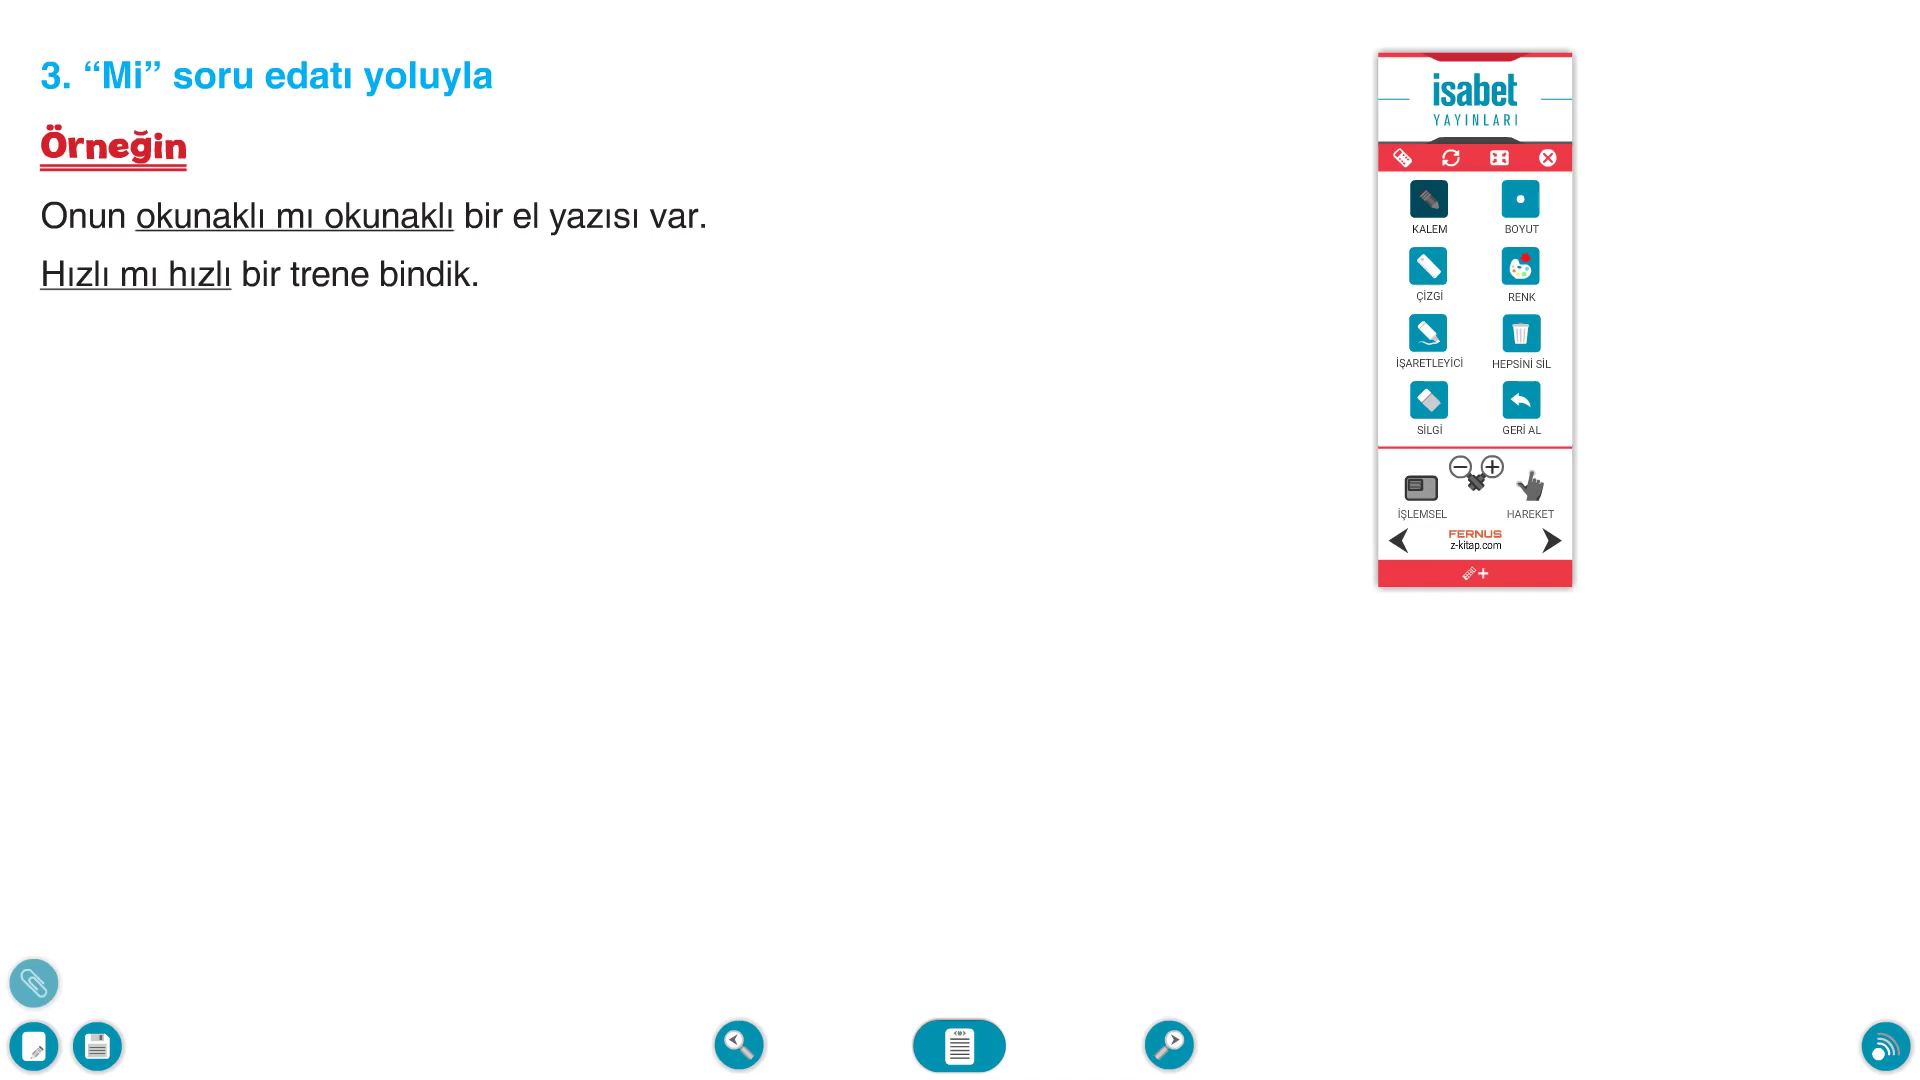 3. “Mi” soru edatı yoluyla
Örneğin
Onun okunaklı mı okunaklı bir el yazısı var.
Hızlı mı hızlı bir trene bindik.
isabet
YAYINLARI
KALEM
BOYUT
ÇİZGİ
RENK
İŞARETLEYİCİ
HEPSİNİ SİL
SİLGİ
GERİ AL
İŞLEMSEL
HAREKET
FERNUS
z-kitap.com